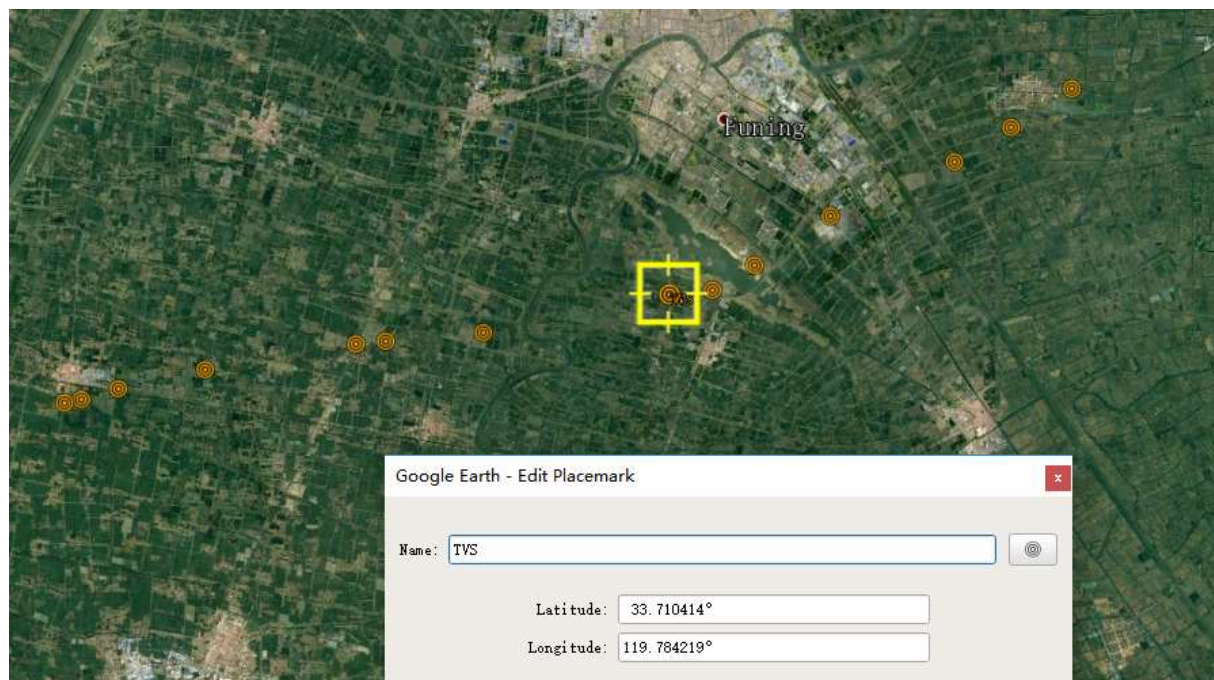 Funing
Google Earth - Edit Placemark
x
Name: TVS
Latitude: 33.710414°
Longitude: 119.784219°